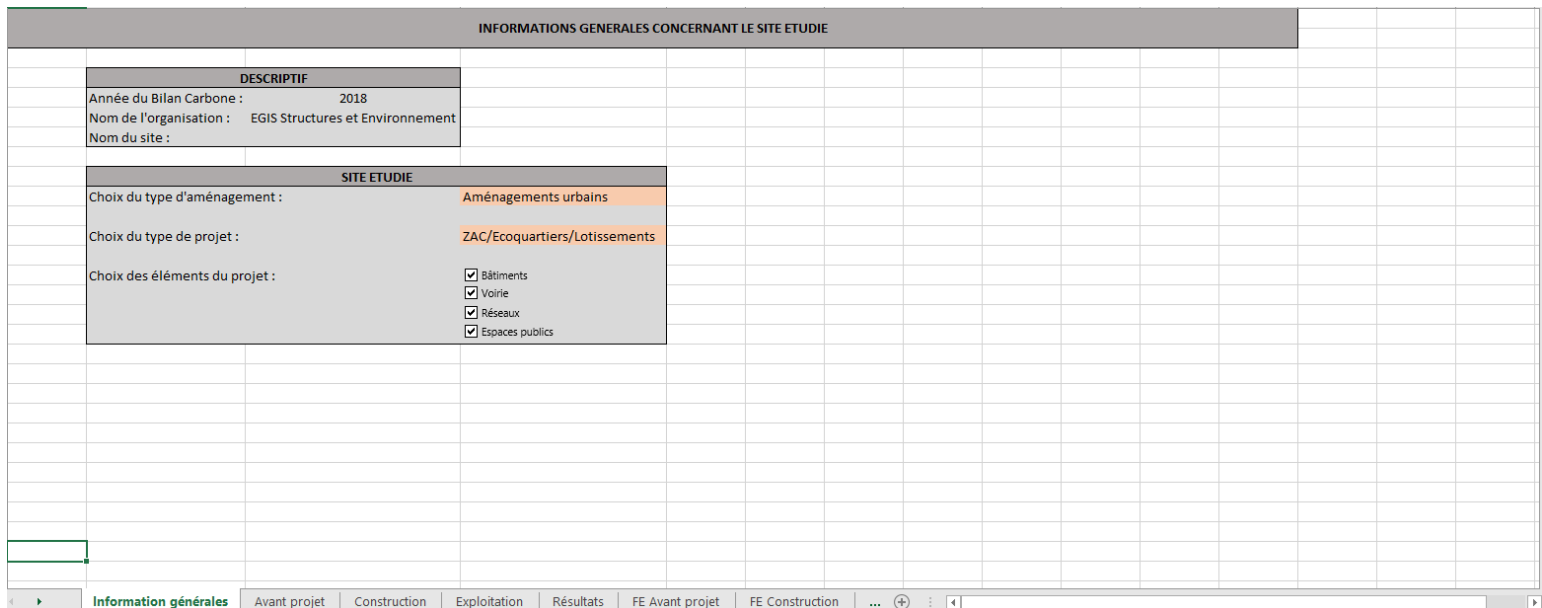 INFORMATIONS GENERALES CONCERNANT LE SITE ETUDIE
DESCRIPTIF
Année du Bilan Carbone : 2018
Nom de l'organisation : EGIS Structures et Environnement
Nom du site :
SITE ETUDIE
Choix du type d'aménagement : Aménagements urbains
Choix du type de projet : ZAC/Ecoquartiers/Lotissements
Choix des éléments du projet : Bâtiments
Voirie
Réseaux
Espaces publics
Information générales Avant projet Construction Exploitation Résultats FE Avant projet FE Construction ...